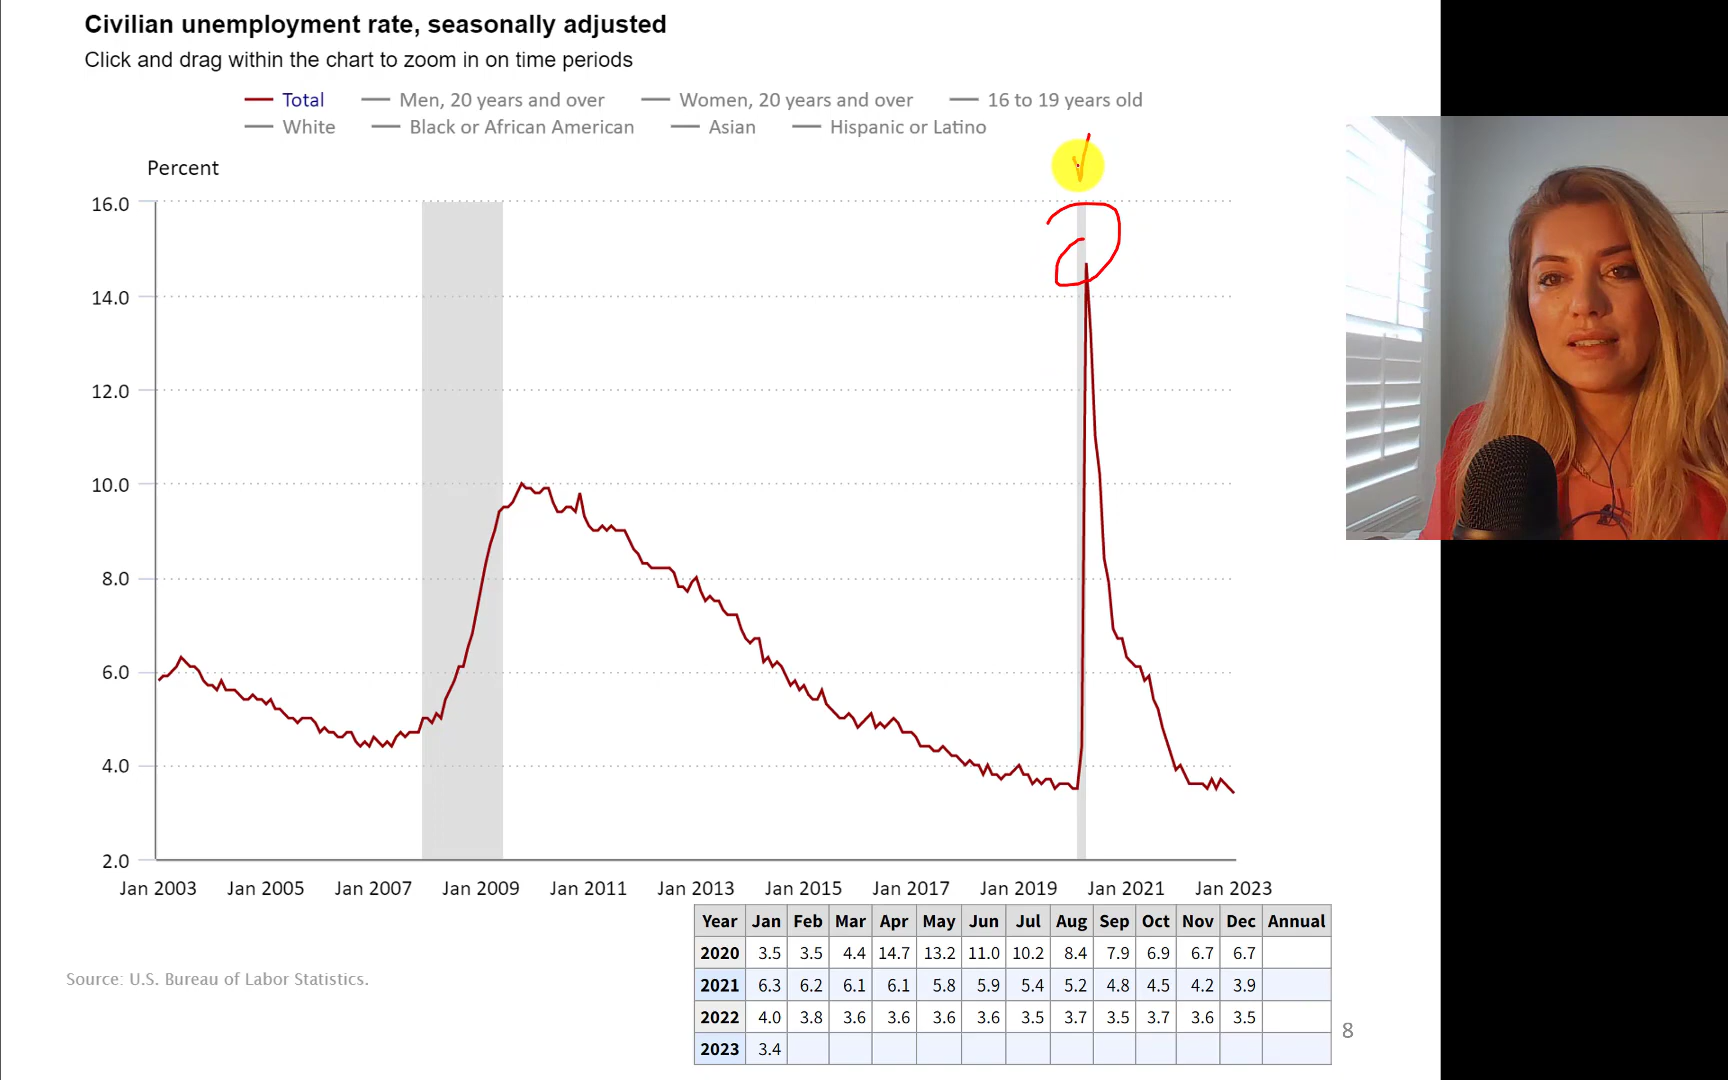 Civilian unemployment rate, seasonally adjusted
Click and drag within the chart to zoom in on time periods
Total Men, 20 years and over Women, 20 years and over 16 to 19 years old
White Black or African American Asian Hispanic or Latino
Percent
16.0
14.0
12.0
10.0
8.0
6.0
4.0
2.0
Jan 2003 Jan 2005 Jan 2007 Jan 2009 Jan 2011 Jan 2013 Jan 2015 Jan 2017 Jan 2019 Jan 2021 Jan 2023
Year Jan Feb Mar Apr May Jun Jul Aug Sep Oct Nov Dec Annual
2020 3.5 3.5 4.4 14.7 13.2 11.0 10.2 8.4 7.9 6.9 6.7 6.7
2021 6.3 6.2 6.1 6.1 5.8 5.9 5.4 5.2 4.8 4.5 4.2 3.9
2022 4.0 3.8 3.6 3.6 3.6 3.6 3.5 3.7 3.5 3.7 3.6 3.5
2023 3.4
Source: U.S. Bureau of Labor Statistics.
8